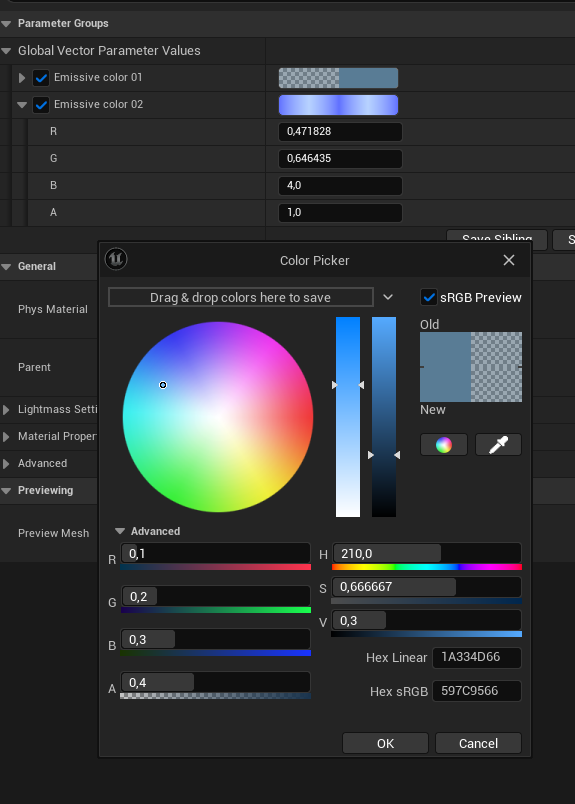 Parameter Groups
Global Vector Parameter Values
Emissive color 01
Emissive color 02
R 0,471828
G 0,646435
B 4,0
A 1,0
Save Sibling S
General
Phys Material
Parent
Lightmass Setti
Material Proper
Advanced
Previewing
Preview Mesh
Color Picker
Drag & drop colors here to save
sRGB Preview
Old
New
Advanced
R 0,1
G 0,2
B 0,3
A 0,4
H 210,0
S 0,666667
V 0,3
Hex Linear 1A334D66
Hex sRGB 597C9566
OK Cancel